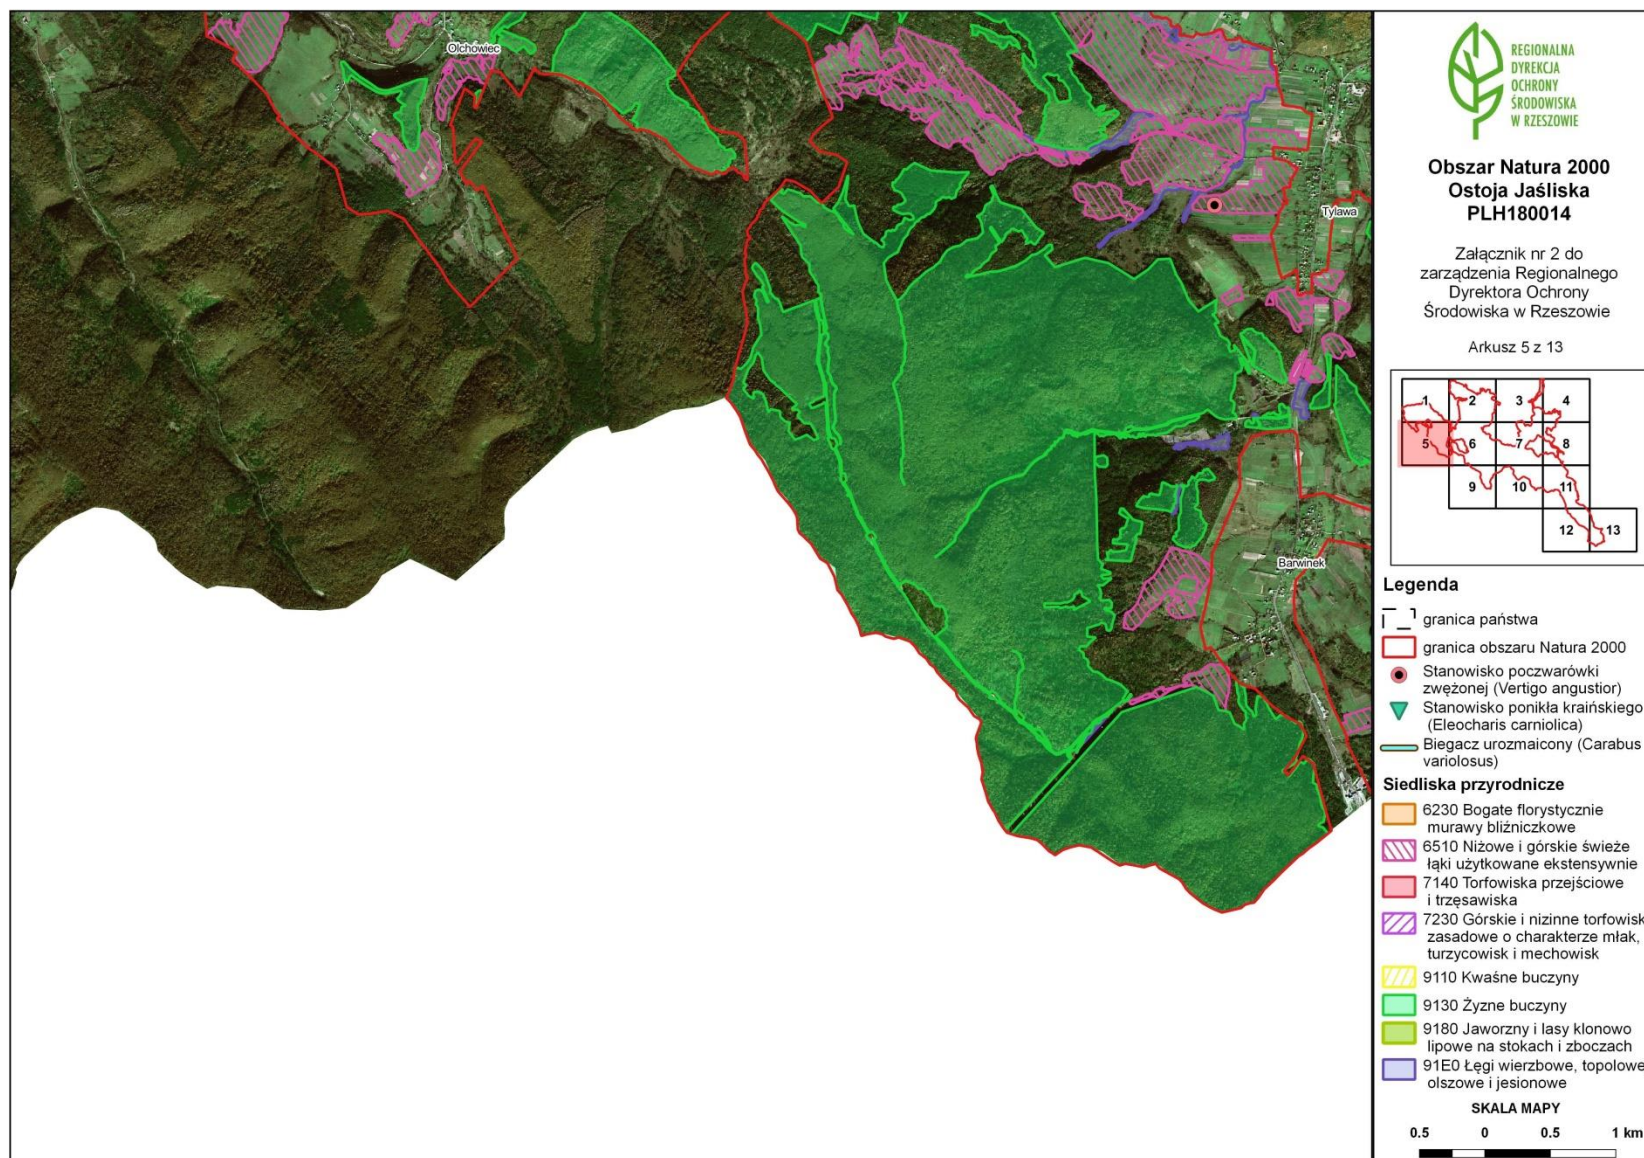 Olchowiec
Tylawa
Barwinek
REGIONALNA
DYREKCJA
OCHRONY
ŚRODOWISKA
W RZESZOWIE
Obszar Natura 2000
Ostoja Jaśliska
PLH180014
Załącznik nr 2 do
zarządzenia Regionalnego
Dyrektora Ochrony
Środowiska w Rzeszowie
Arkusz 5 z 13
1 2 3 4
5 6 7 8
9 10 11
12 13
Legenda
granica państwa
granica obszaru Natura 2000
Stanowisko poczwarówki
zwężonej (Vertigo angustior)
Stanowisko ponikła kraińskiego
(Eleocharis carniolica)
Biegacz urozmaicony (Carabus
variolosus)
Siedliska przyrodnicze
6230 Bogate florystycznie
murawy bliźniczkowe
6510 Niżowe i górskie świeże
łąki użytkowane ekstensywnie
7140 Torfowiska przejściowe
i trzęsawiska
7230 Górskie i nizinne torfowisk
zasadowe o charakterze młak,
turzycowisk i mechowisk
9110 Kwaśne buczyny
9130 Żyzne buczyny
9180 Jaworzny i lasy klonowo
lipowe na stokach i zboczach
91E0 Łęgi wierzbowe, topolowe
olszowe i jesionowe
SKALA MAPY
0.5 0 0.5 1 km